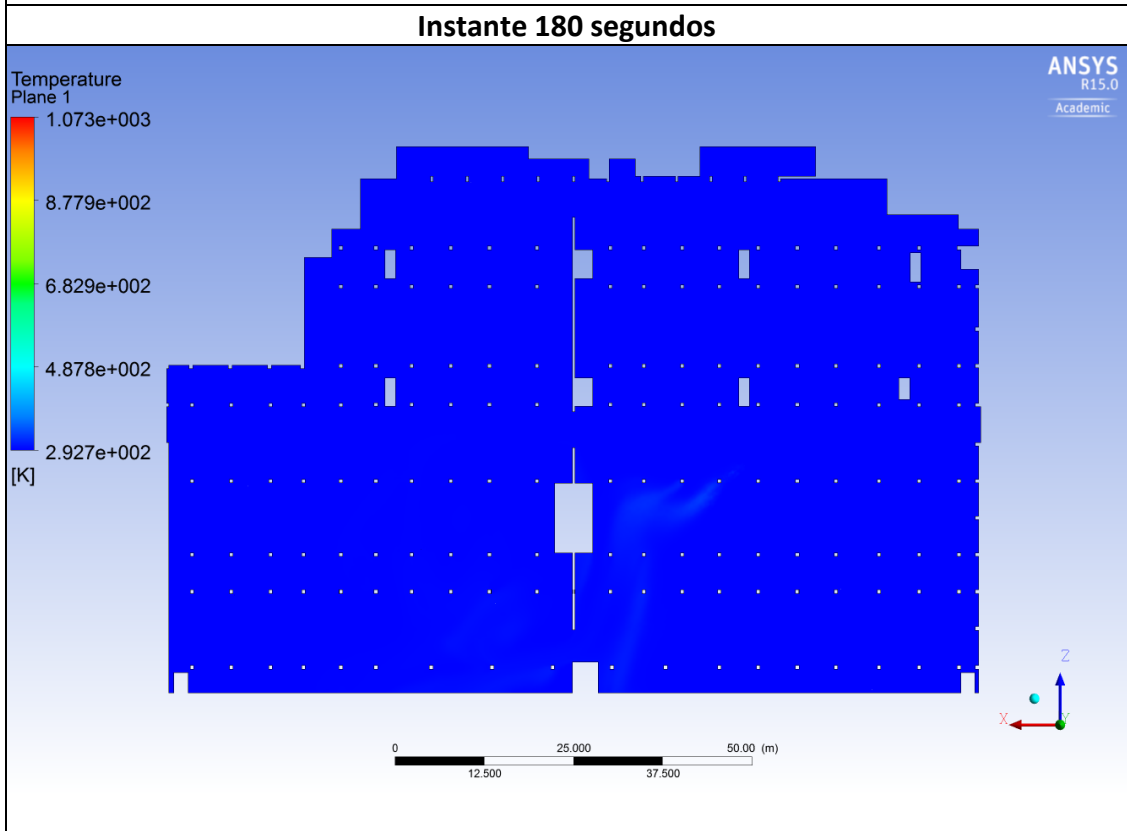 Instante 180 segundos
ANSYS
R15.0
Academic
Temperature
Plane 1
1.073e+003
8.779e+002
6.829e+002
4.878e+002
2.927e+002
[K]
Z
X
Y
0 25.000 50.00 (m)
12.500 37.500